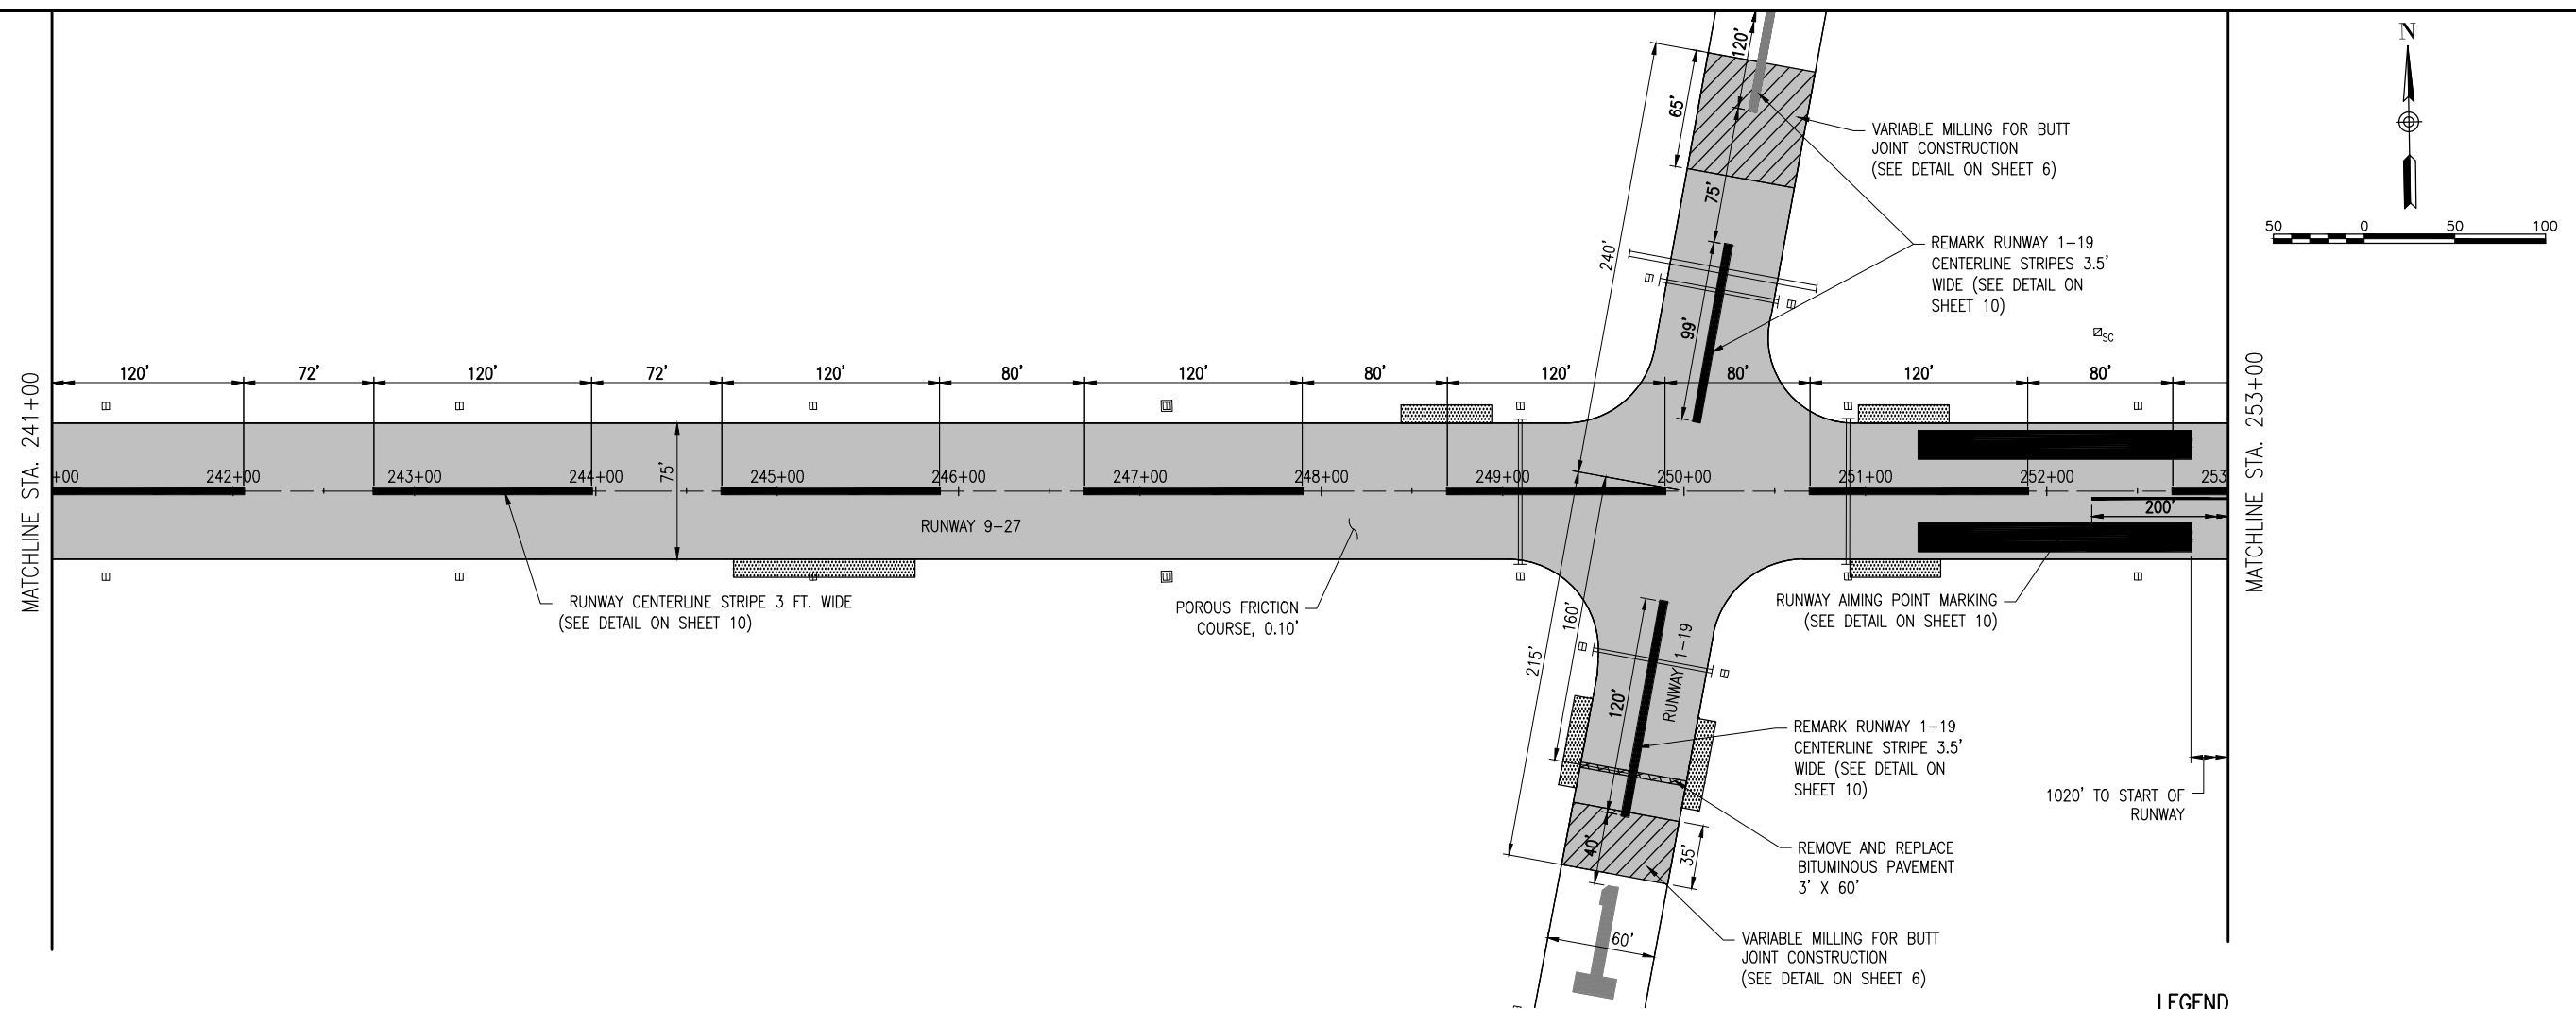 N
50 0 50 100
120'
65'
VARIABLE MILLING FOR BUTT
JOINT CONSTRUCTION
(SEE DETAIL ON SHEET 6)
75'
240'
REMARK RUNWAY 1-19
CENTERLINE STRIPES 3.5'
WIDE (SEE DETAIL ON
SHEET 10)
99'
SC
MATCHLINE STA. 241+00
120' 72' 120' 72' 120' 80' 120' 80' 120' 80' 120' 80'
MATCHLINE STA. 253+00
+00 242+00 243+00 244+00 245+00 246+00 247+00 248+00 249+00 250+00 251+00 252+00 253
75'
200'
RUNWAY 9-27
RUNWAY CENTERLINE STRIPE 3 FT. WIDE
(SEE DETAIL ON SHEET 10)
POROUS FRICTION
COURSE, 0.10'
RUNWAY AIMING POINT MARKING
(SEE DETAIL ON SHEET 10)
160'
215'
120'
RUNWAY 1-19
REMARK RUNWAY 1-19
CENTERLINE STRIPE 3.5'
WIDE (SEE DETAIL ON
SHEET 10)
1020' TO START OF
RUNWAY
40'
35'
REMOVE AND REPLACE
BITUMINOUS PAVEMENT
3' X 60'
1
60'
VARIABLE MILLING FOR BUTT
JOINT CONSTRUCTION
(SEE DETAIL ON SHEET 6)
LEGEND